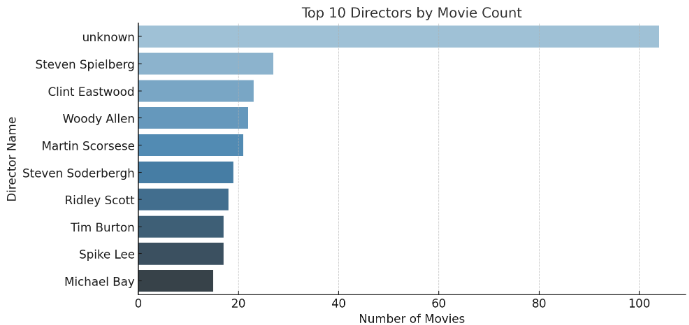 Top 10 Directors by Movie Count
Director Name
unknown
Steven Spielberg
Clint Eastwood
Woody Allen
Martin Scorsese
Steven Soderbergh
Ridley Scott
Tim Burton
Spike Lee
Michael Bay
0 20 40 60 80 100
Number of Movies